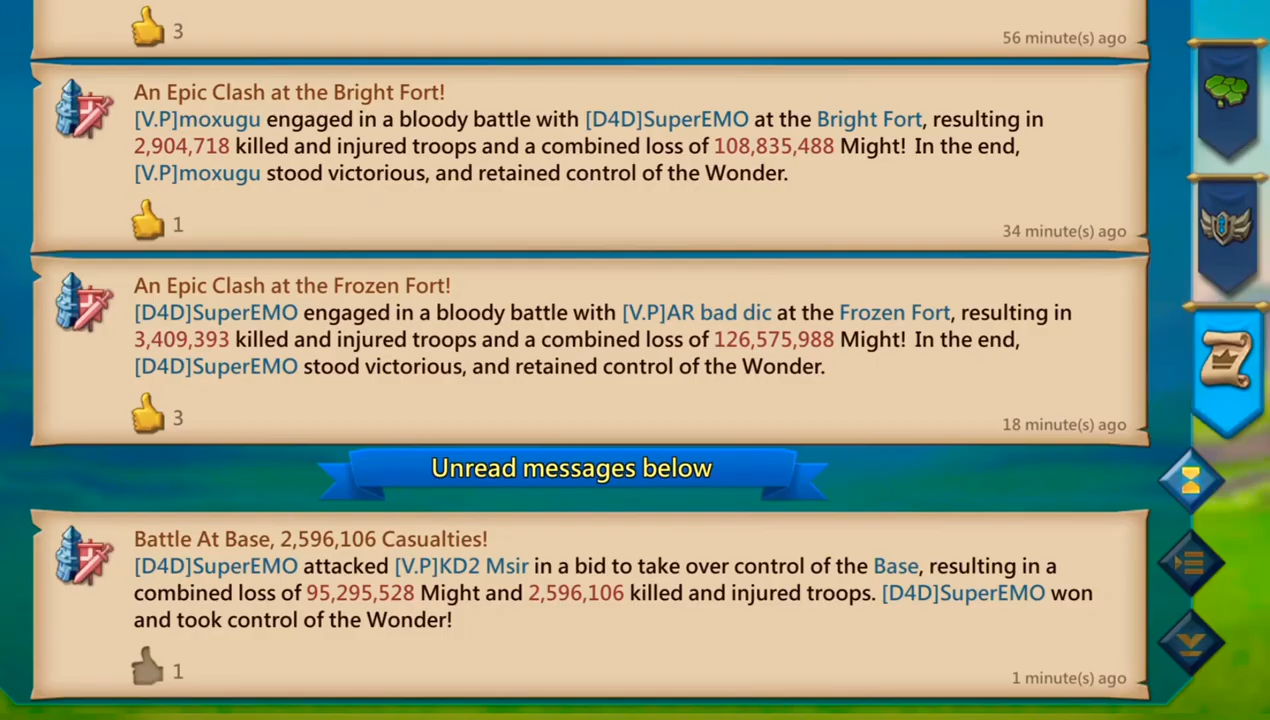 3
56 minute(s) ago
An Epic Clash at the Bright Fort!
[V.P]moxugu engaged in a bloody battle with [D4D]SuperEMO at the Bright Fort, resulting in
2,904,718 killed and injured troops and a combined loss of 108,835,488 Might! In the end,
[V.P]moxugu stood victorious, and retained control of the Wonder.
1
34 minute(s) ago
An Epic Clash at the Frozen Fort!
[D4D]SuperEMO engaged in a bloody battle with [V.P]AR bad dic at the Frozen Fort, resulting in
3,409,393 killed and injured troops and a combined loss of 126,575,988 Might! In the end,
[D4D]SuperEMO stood victorious, and retained control of the Wonder.
3
18 minute(s) ago
Unread messages below
Battle At Base, 2,596,106 Casualties!
[D4D]SuperEMO attacked [V.P]KD2 Msir in a bid to take over control of the Base, resulting in a
combined loss of 95,295,528 Might and 2,596,106 killed and injured troops. [D4D]SuperEMO won
and took control of the Wonder!
1
1 minute(s) ago